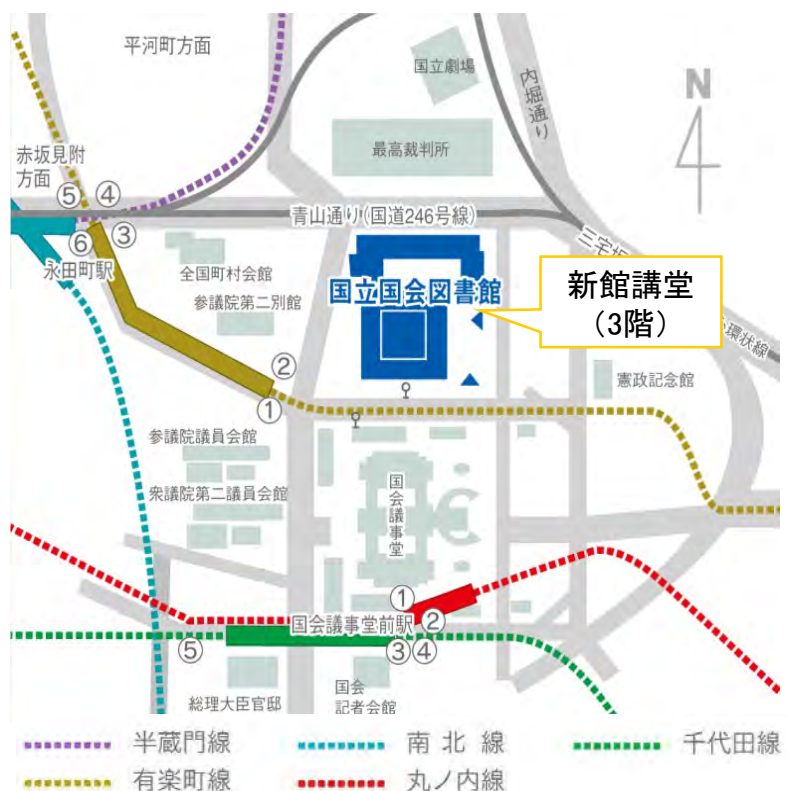 平河町方面
国立劇場
内堀通り
N
最高裁判所
赤坂見附
方面
⑤
④
青山通り(国道246号線)
⑥
③
永田町駅
三宅坂
全国町村会館
参議院第二別館
国立国会図書館
新館講堂
（3階）
環状線
②
①
憲政記念館
参議院議員会館
衆議院第二議員会館
国会議事堂
①
②
国会議事堂前駅
⑤
③④
総理大臣官邸
国会
記者会館
半蔵門線
南北線
千代田線
有楽町線
丸ノ内線